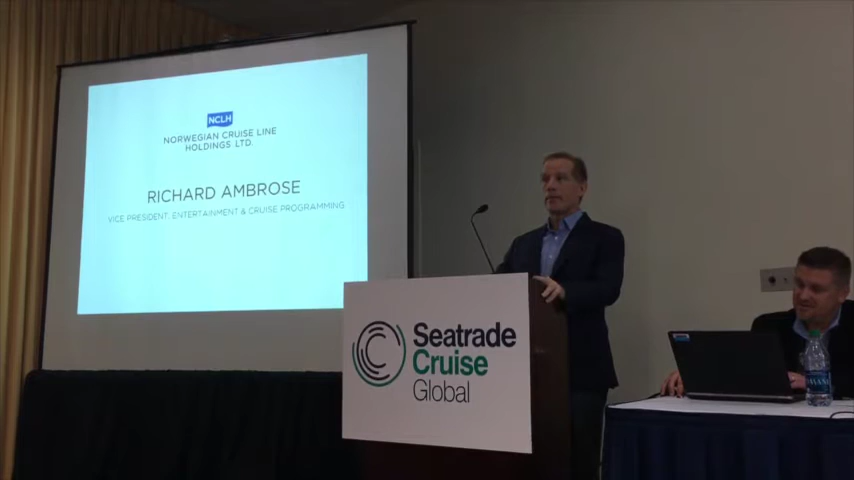 NCLH
NORWEGIAN CRUISE LINE
HOLDINGS LTD.
RICHARD AMBROSE
VICE PRESIDENT, ENTERTAINMENT & CRUISE PROGRAMMING
Seatrade
Cruise
Global